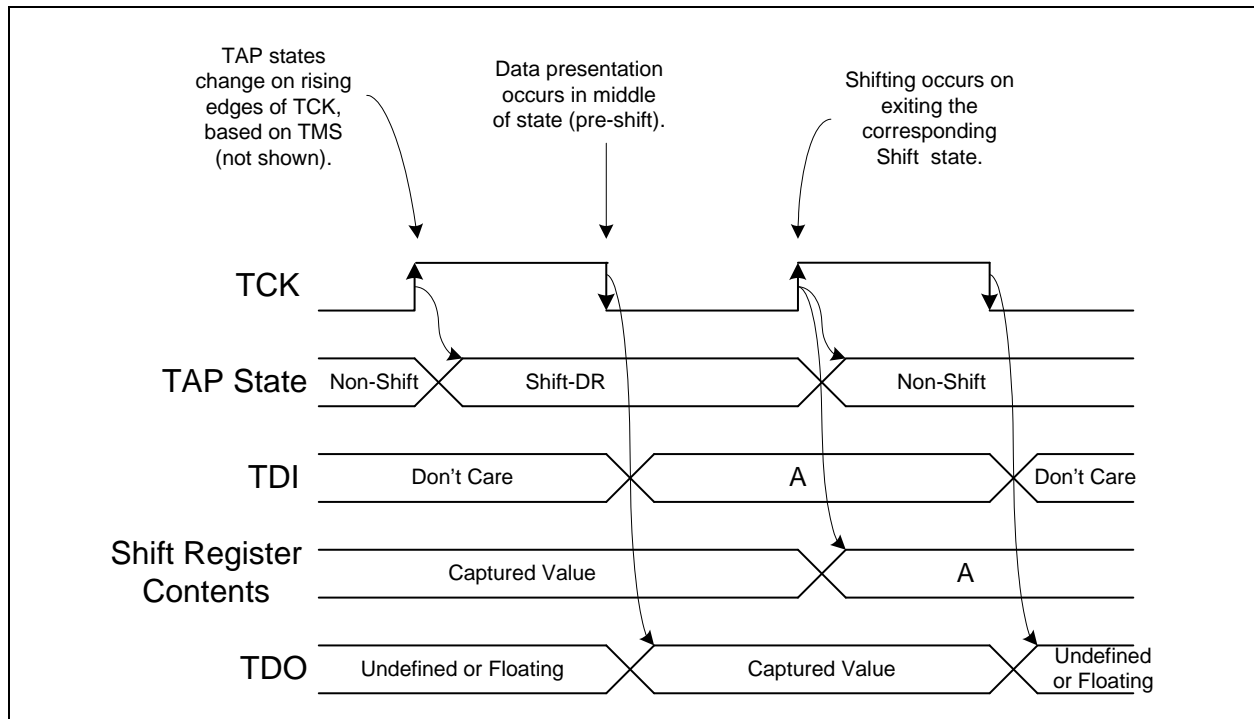 TAP states
change on rising
edges of TCK,
based on TMS
(not shown).
Data presentation
occurs in middle
of state (pre-shift).
Shifting occurs on
exiting the
corresponding
Shift state.
TCK
TAP State
Non-Shift
Shift-DR
Non-Shift
TDI
Don't Care
A
Don't Care
Shift Register
Contents
Captured Value
A
TDO
Undefined or Floating
Captured Value
Undefined
or Floating